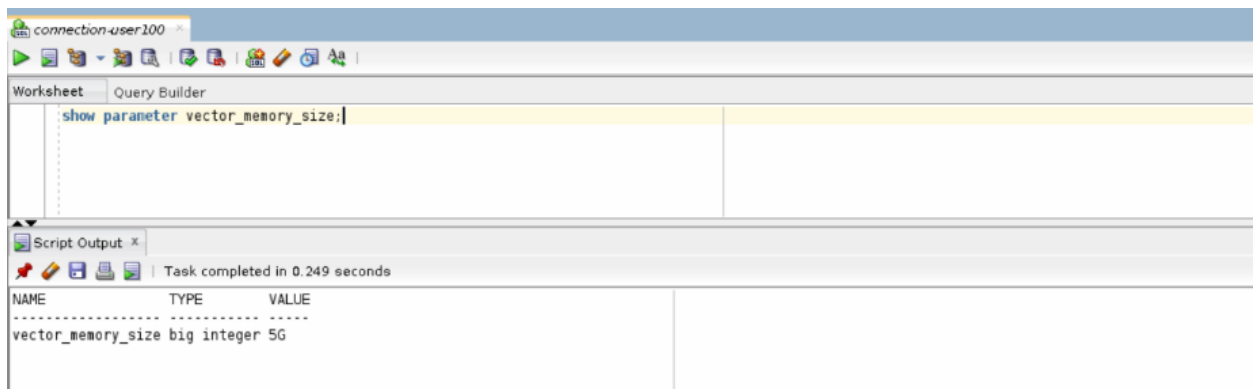 connection-user100
Worksheet Query Builder
show parameter vector_memory_size;
Script Output
Task completed in 0.249 seconds
NAME TYPE VALUE
------------------ ----------- -----
vector_memory_size big integer 5G